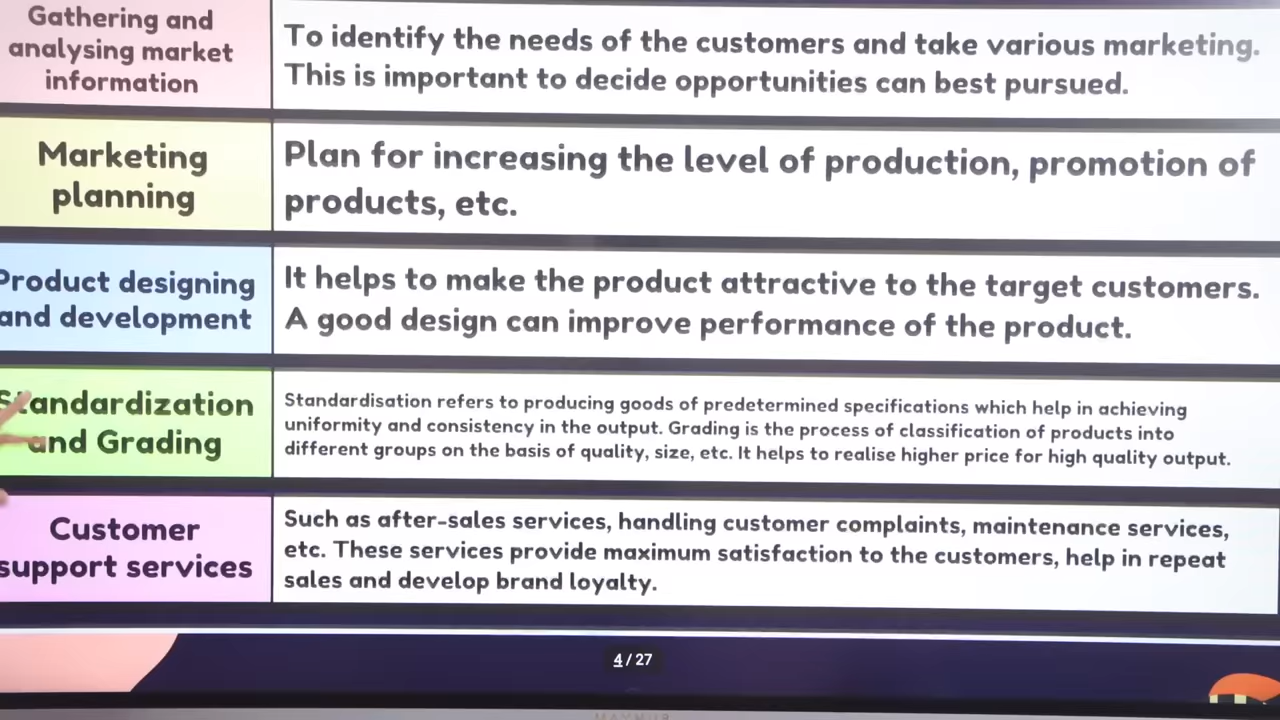 Gathering and
analysing market
information
To identify the needs of the customers and take various marketing.
This is important to decide opportunities can best pursued.
Marketing
planning
Plan for increasing the level of production, promotion of
products, etc.
Product designing
and development
It helps to make the product attractive to the target customers.
A good design can improve performance of the product.
Standardization
and Grading
Standardisation refers to producing goods of predetermined specifications which help in achieving
uniformity and consistency in the output. Grading is the process of classification of products into
different groups on the basis of quality, size, etc. It helps to realise higher price for high quality output.
Customer
support services
Such as after-sales services, handling customer complaints, maintenance services,
etc. These services provide maximum satisfaction to the customers, help in repeat
sales and develop brand loyalty.
4 / 27